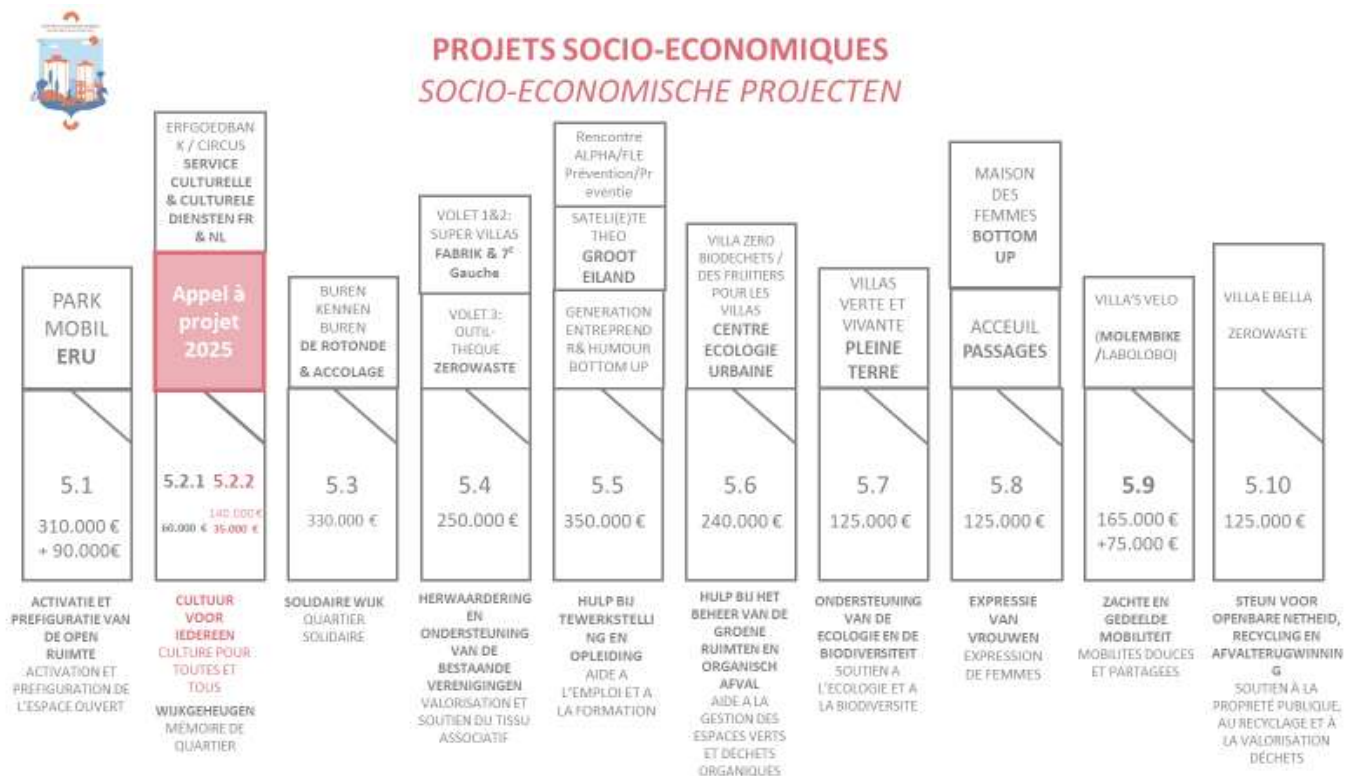 PROJETS SOCIO-ECONOMIQUES
SOCIO-ECONOMISCHE PROJECTEN
PARK
MOBIL
ERU
5.1
310.000 €
+ 90.000€
ACTIVATIE ET
PREFIGURATIE VAN
DE OPEN
RUIMTE
ACTIVATION ET
PREFIGURATION DE
L'ESPACE OUVERT
ERFGOEDBAN
K / CIRCUS
SERVICE
CULTURELLE
& CULTURELE
DIENSTEN FR
& NL
Appel à
projet
2025
5.2.1 5.2.2
140.000€
60.000 € 35.000 €
CULTUUR
VOOR
IEDEREEN
CULTURE POUR
TOUTES ET
TOUS
WIJKGEHEUGEN
MEMOIRE DE
QUARTIER
BUREN
KENNEN
BUREN
DE ROTONDE
& ACCOLAGE
5.3
330.000 €
SOLIDAIRE WIJK
QUARTIER
SOLIDAIRE
VOLET 1&2:
SUPER VILLAS
FABRIK & 7e
Gauche
VOLET 3:
OUTIL-
THEQUE
ZEROWASTE
5.4
250.000 €
HERWAARDERING
EN
ONDERSTEUNING
VAN DE
BESTAANDE
VERENIGINGEN
VALORISATION ET
SOUTIEN DU TISSU
ASSOCIATIF
Rencontre
ALPHA/FLE
Prévention/Pr
eventie
SATELI(E)TE
THEO
GROOT
EILAND
GENERATION
ENTREPREND
R& HUMOUR
BOTTOM UP
5.5
350.000 €
HULP BIJ
TEWERKSTELLI
NG EN
OPLEIDING
AIDE A
L'EMPLOI ET A
LA FORMATION
VILLA ZERO
BIODECHETS /
DES FRUITIERS
POUR LES
VILLAS
CENTRE
ECOLOGIE
URBAINE
5.6
240.000 €
HULP BIJ HET
BEHEER VAN DE
GROENE
RUIMTEN EN
ORGANISCH
AFVAL
AIDE A LA
GESTION DES
ESPACES VERTS
ET DÉCHETS
ORGANIQUES
VILLAS
VERTE ET
VIVANTE
PLEINE
TERRE
5.7
125.000 €
ONDERSTEUNING
VAN DE
ECOLOGIE EN DE
BIODIVERSITEIT
SOUTIEN A
L'ECOLOGIE ET A
LA BIODIVERSITE
MAISON
DES
FEMMES
BOTTOM
UP
ACCEUIL
PASSAGES
5.8
125.000 €
EXPRESSIE
VAN
VROUWEN
EXPRESSION
DE FEMMES
VILLA'S VELO
(MOLEMBIKE
/LABOLOBO)
5.9
165.000 €
+75.000 €
ZACHTE EN
GEDEELDE
MOBILITEIT
MOBILITES DOUCES
ET PARTAGEES
VILLA E BELLA
ZEROWASTE
5.10
125.000 €
STEUN VOOR
OPENBARE NETHEID,
RECYCLING EN
AFVALTERUGWINNIN
G
SOUTIEN À LA
PROPRETÉ PUBLIQUE,
AU RECYCLAGE ET À
LA VALORISATION
DÉCHETS